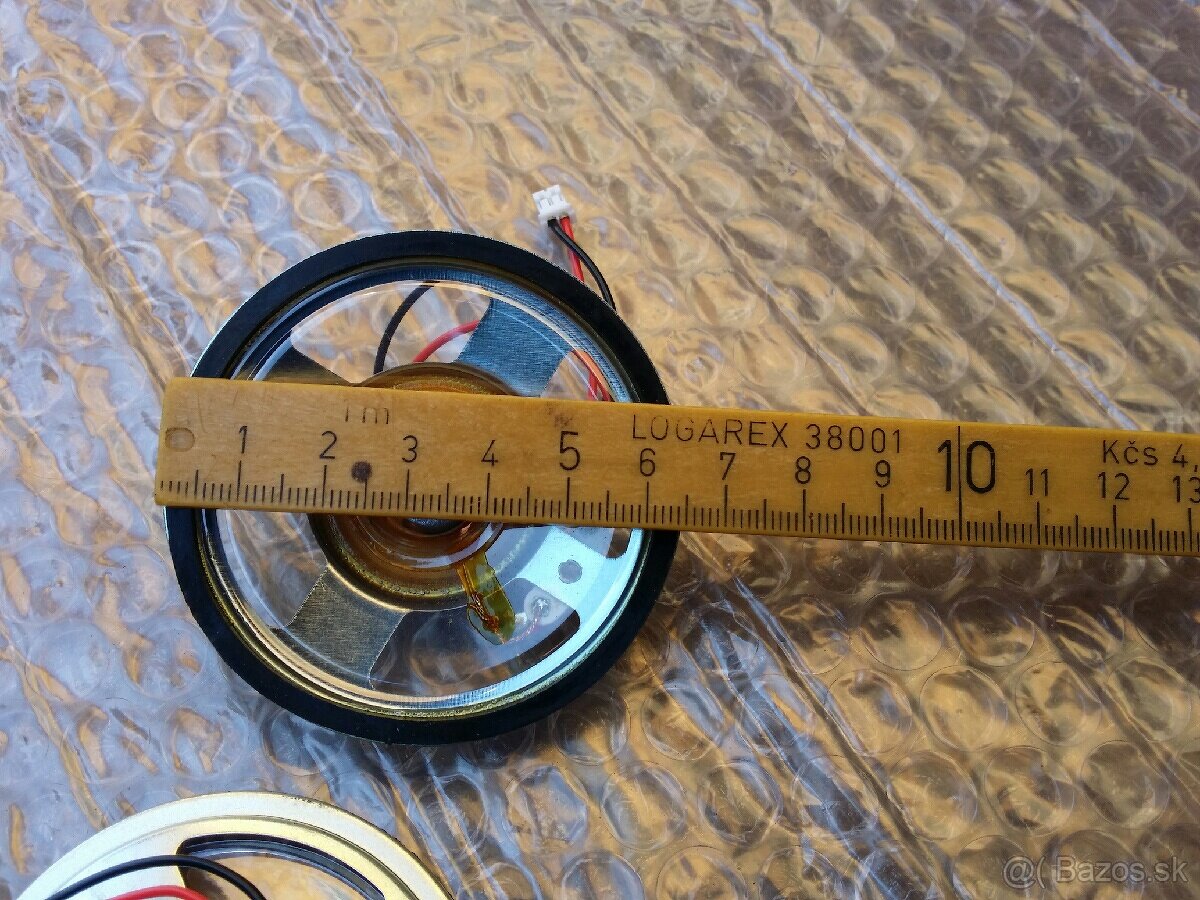 cm LOGAREX 38001 Kčs 4,
1 2 3 4 5 6 7 8 9 10 11 12 13
@( Bazos.sk